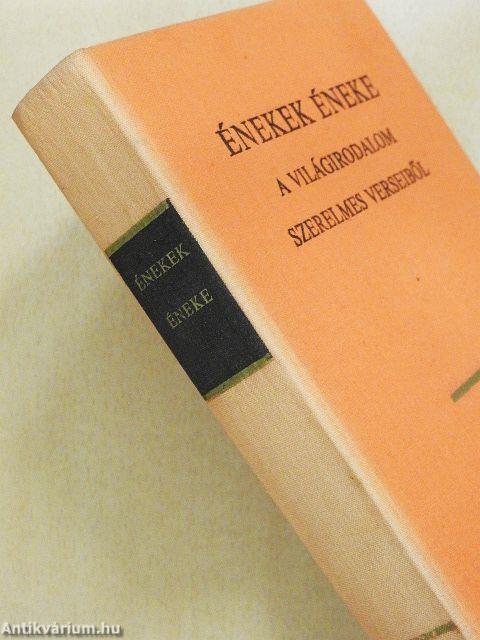 ÉNEKEK ÉNEKE
A VILÁGIRODALOM
SZERELMES VERSEIBŐL
ÉNEKEK
ÉNEKE
Antikvárium.hu